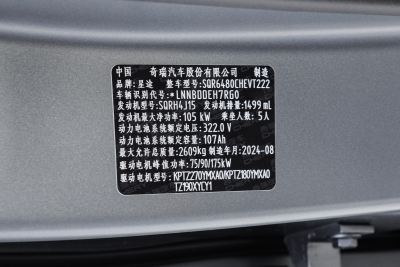 中国 奇瑞汽车股份有限公司 制造
品牌：星途 整车型号：SQR6480CHEVT222
车辆识别代号：*LNNBDDEH7RG0
发动机型号：SQRH4J15 发动机排量：1499 mL
发动机最大净功率：105 kW 乘坐人数：5人
动力电池系统额定电压：322.0 V
动力电池系统额定容量：107Ah
最大允许总质量：2609kg 制造年月：2024-08
驱动电机峰值功率：75/90/175kW
驱动电机型号：KPTZ270YMXA0/KPTZ180YMXA0
TZ190XYCY1